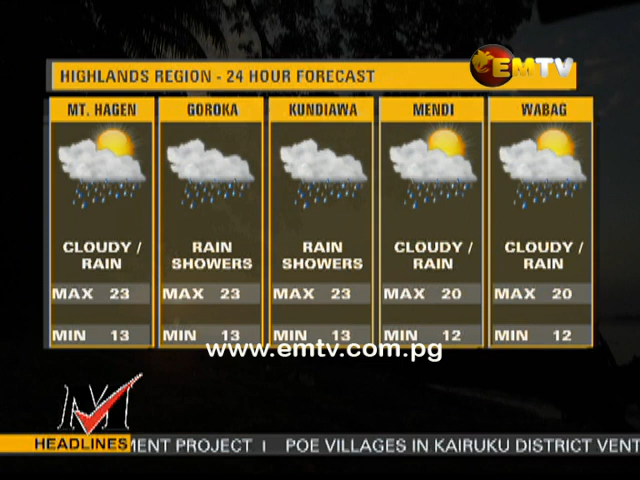 EMTV
HIGHLANDS REGION - 24 HOUR FORECAST
MT. HAGEN GOROKA KUNDIAWA MENDI WABAG
CLOUDY / RAIN RAIN SHOWERS RAIN SHOWERS CLOUDY / RAIN CLOUDY / RAIN
MAX 23 MAX 23 MAX 23 MAX 20 MAX 20
MIN 13 MIN 13 MIN 13 MIN 12 MIN 12
www.emtv.com.pg
HEADLINES MENT PROJECT | POE VILLAGES IN KAIRUKU DISTRICT VENT